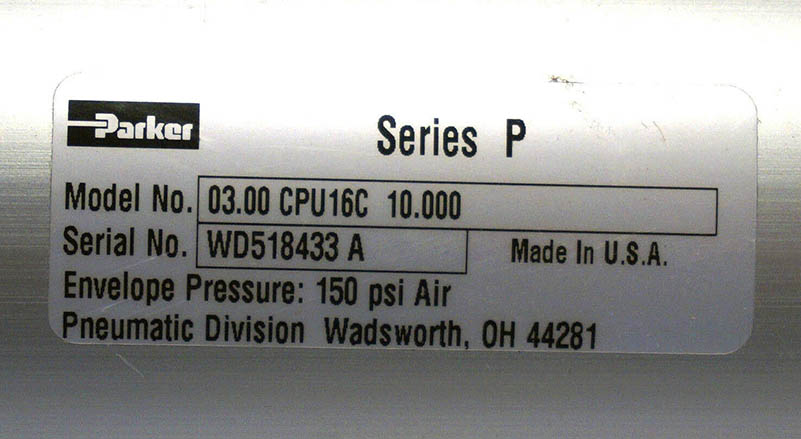 Parker
Series P
Model No. 03.00 CPU16C 10.000
Serial No. WD518433 A Made In U.S.A.
Envelope Pressure: 150 psi Air
Pneumatic Division Wadsworth, OH 44281